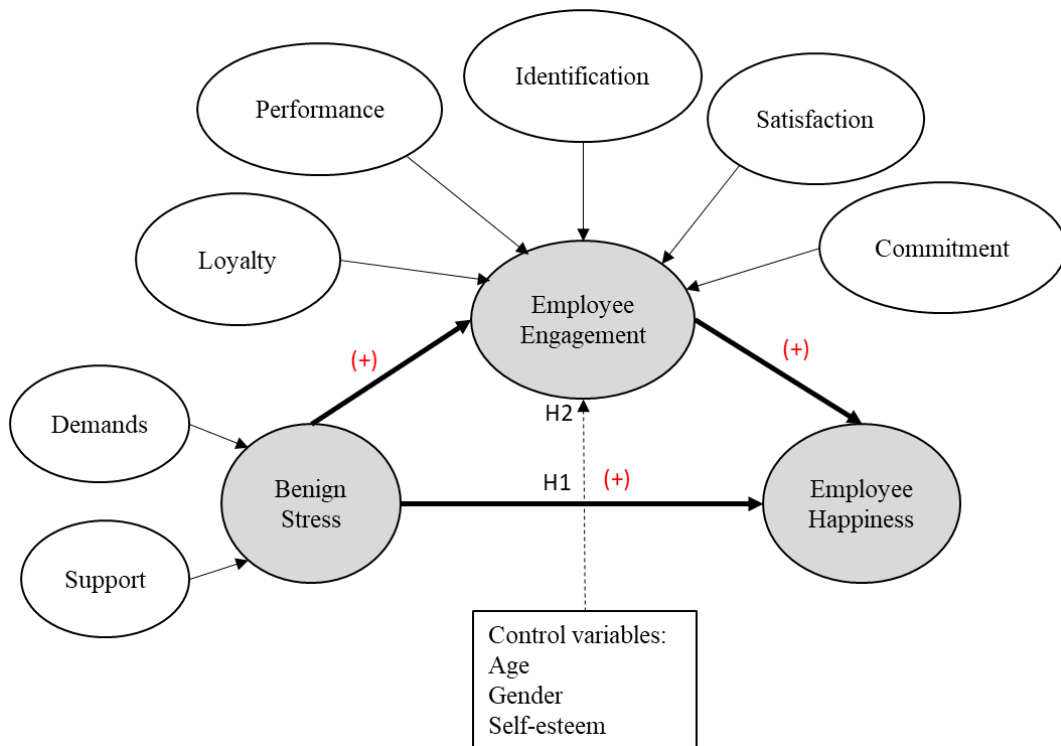 Identification
Performance
Satisfaction
Loyalty
Commitment
Employee
Engagement
(+)
(+)
Demands
H2
Benign
Stress
H1
(+)
Employee
Happiness
Support
Control variables:
Age
Gender
Self-esteem